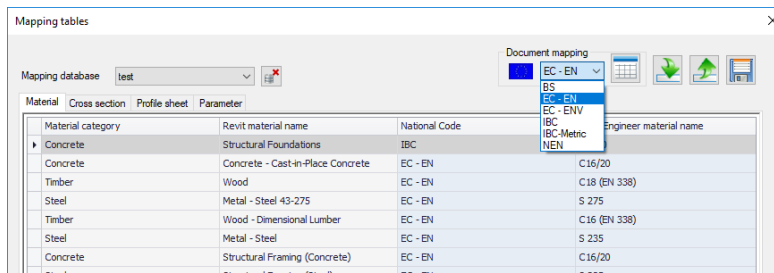 Mapping tables
Document mapping
Mapping database test EC - EN
BS
EC - EN
EC - ENV
IBC
IBC-Metric
NEN
Material Cross section Profile sheet Parameter
Material category Revit material name National Code Engineer material name
Concrete Structural Foundations IBC
Concrete Concrete - Cast-in-Place Concrete EC - EN C16/20
Timber Wood EC - EN C18 (EN 338)
Steel Metal - Steel 43-275 EC - EN S 275
Timber Wood - Dimensional Lumber EC - EN C16 (EN 338)
Steel Metal - Steel EC - EN S 235
Concrete Structural Framing (Concrete) EC - EN C16/20